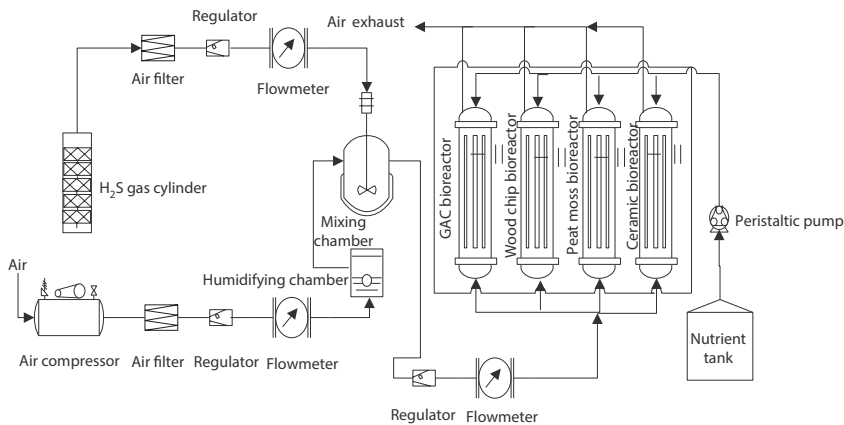 Regulator
Air exhaust
Air filter
Flowmeter
H2S gas cylinder
GAC bioreactor
Wood chip bioreactor
Peat moss bioreactor
Ceramic bioreactor
Mixing
chamber
Peristaltic pump
Air
Humidifying chamber
Nutrient
tank
Air compressor
Air filter
Regulator
Flowmeter
Regulator
Flowmeter